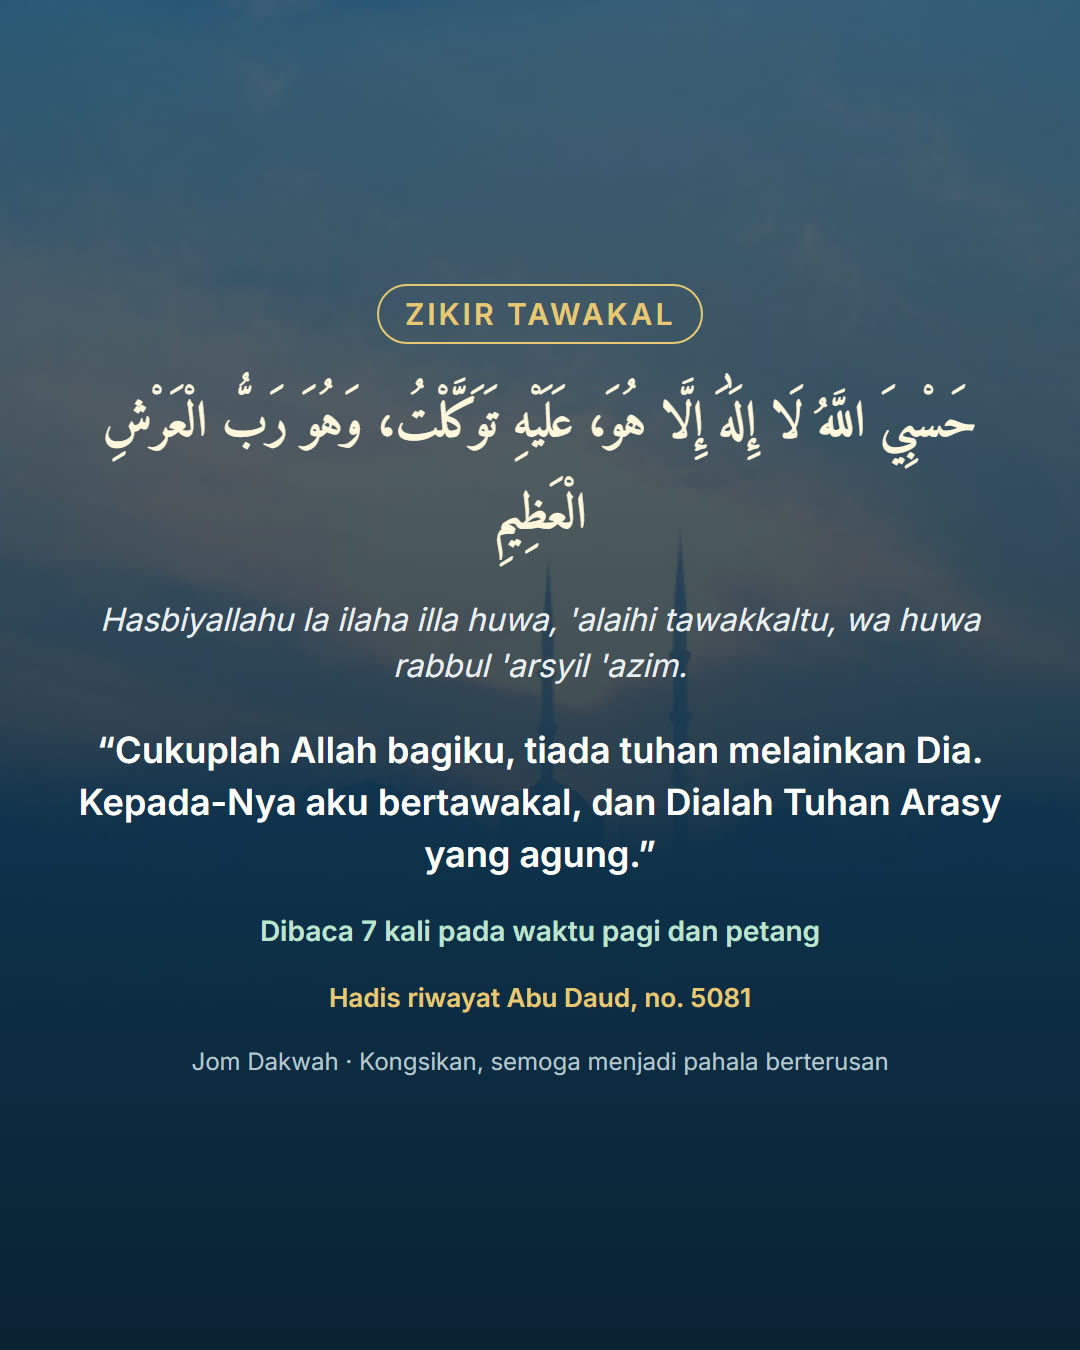 ZIKIR TAWAKAL
حَسْبِيَ اللَّهُ لَا إِلَٰهَ إِلَّا هُوَ، عَلَيْهِ تَوَكَّلْتُ، وَهُوَ رَبُّ الْعَرْشِ
الْعَظِيمِ
Hasbiyallahu la ilaha illa huwa, 'alaihi tawakkaltu, wa huwa
rabbul 'arsyil 'azim.
“Cukuplah Allah bagiku, tiada tuhan melainkan Dia.
Kepada-Nya aku bertawakal, dan Dialah Tuhan Arasy
yang agung.”
Dibaca 7 kali pada waktu pagi dan petang
Hadis riwayat Abu Daud, no. 5081
Jom Dakwah · Kongsikan, semoga menjadi pahala berterusan